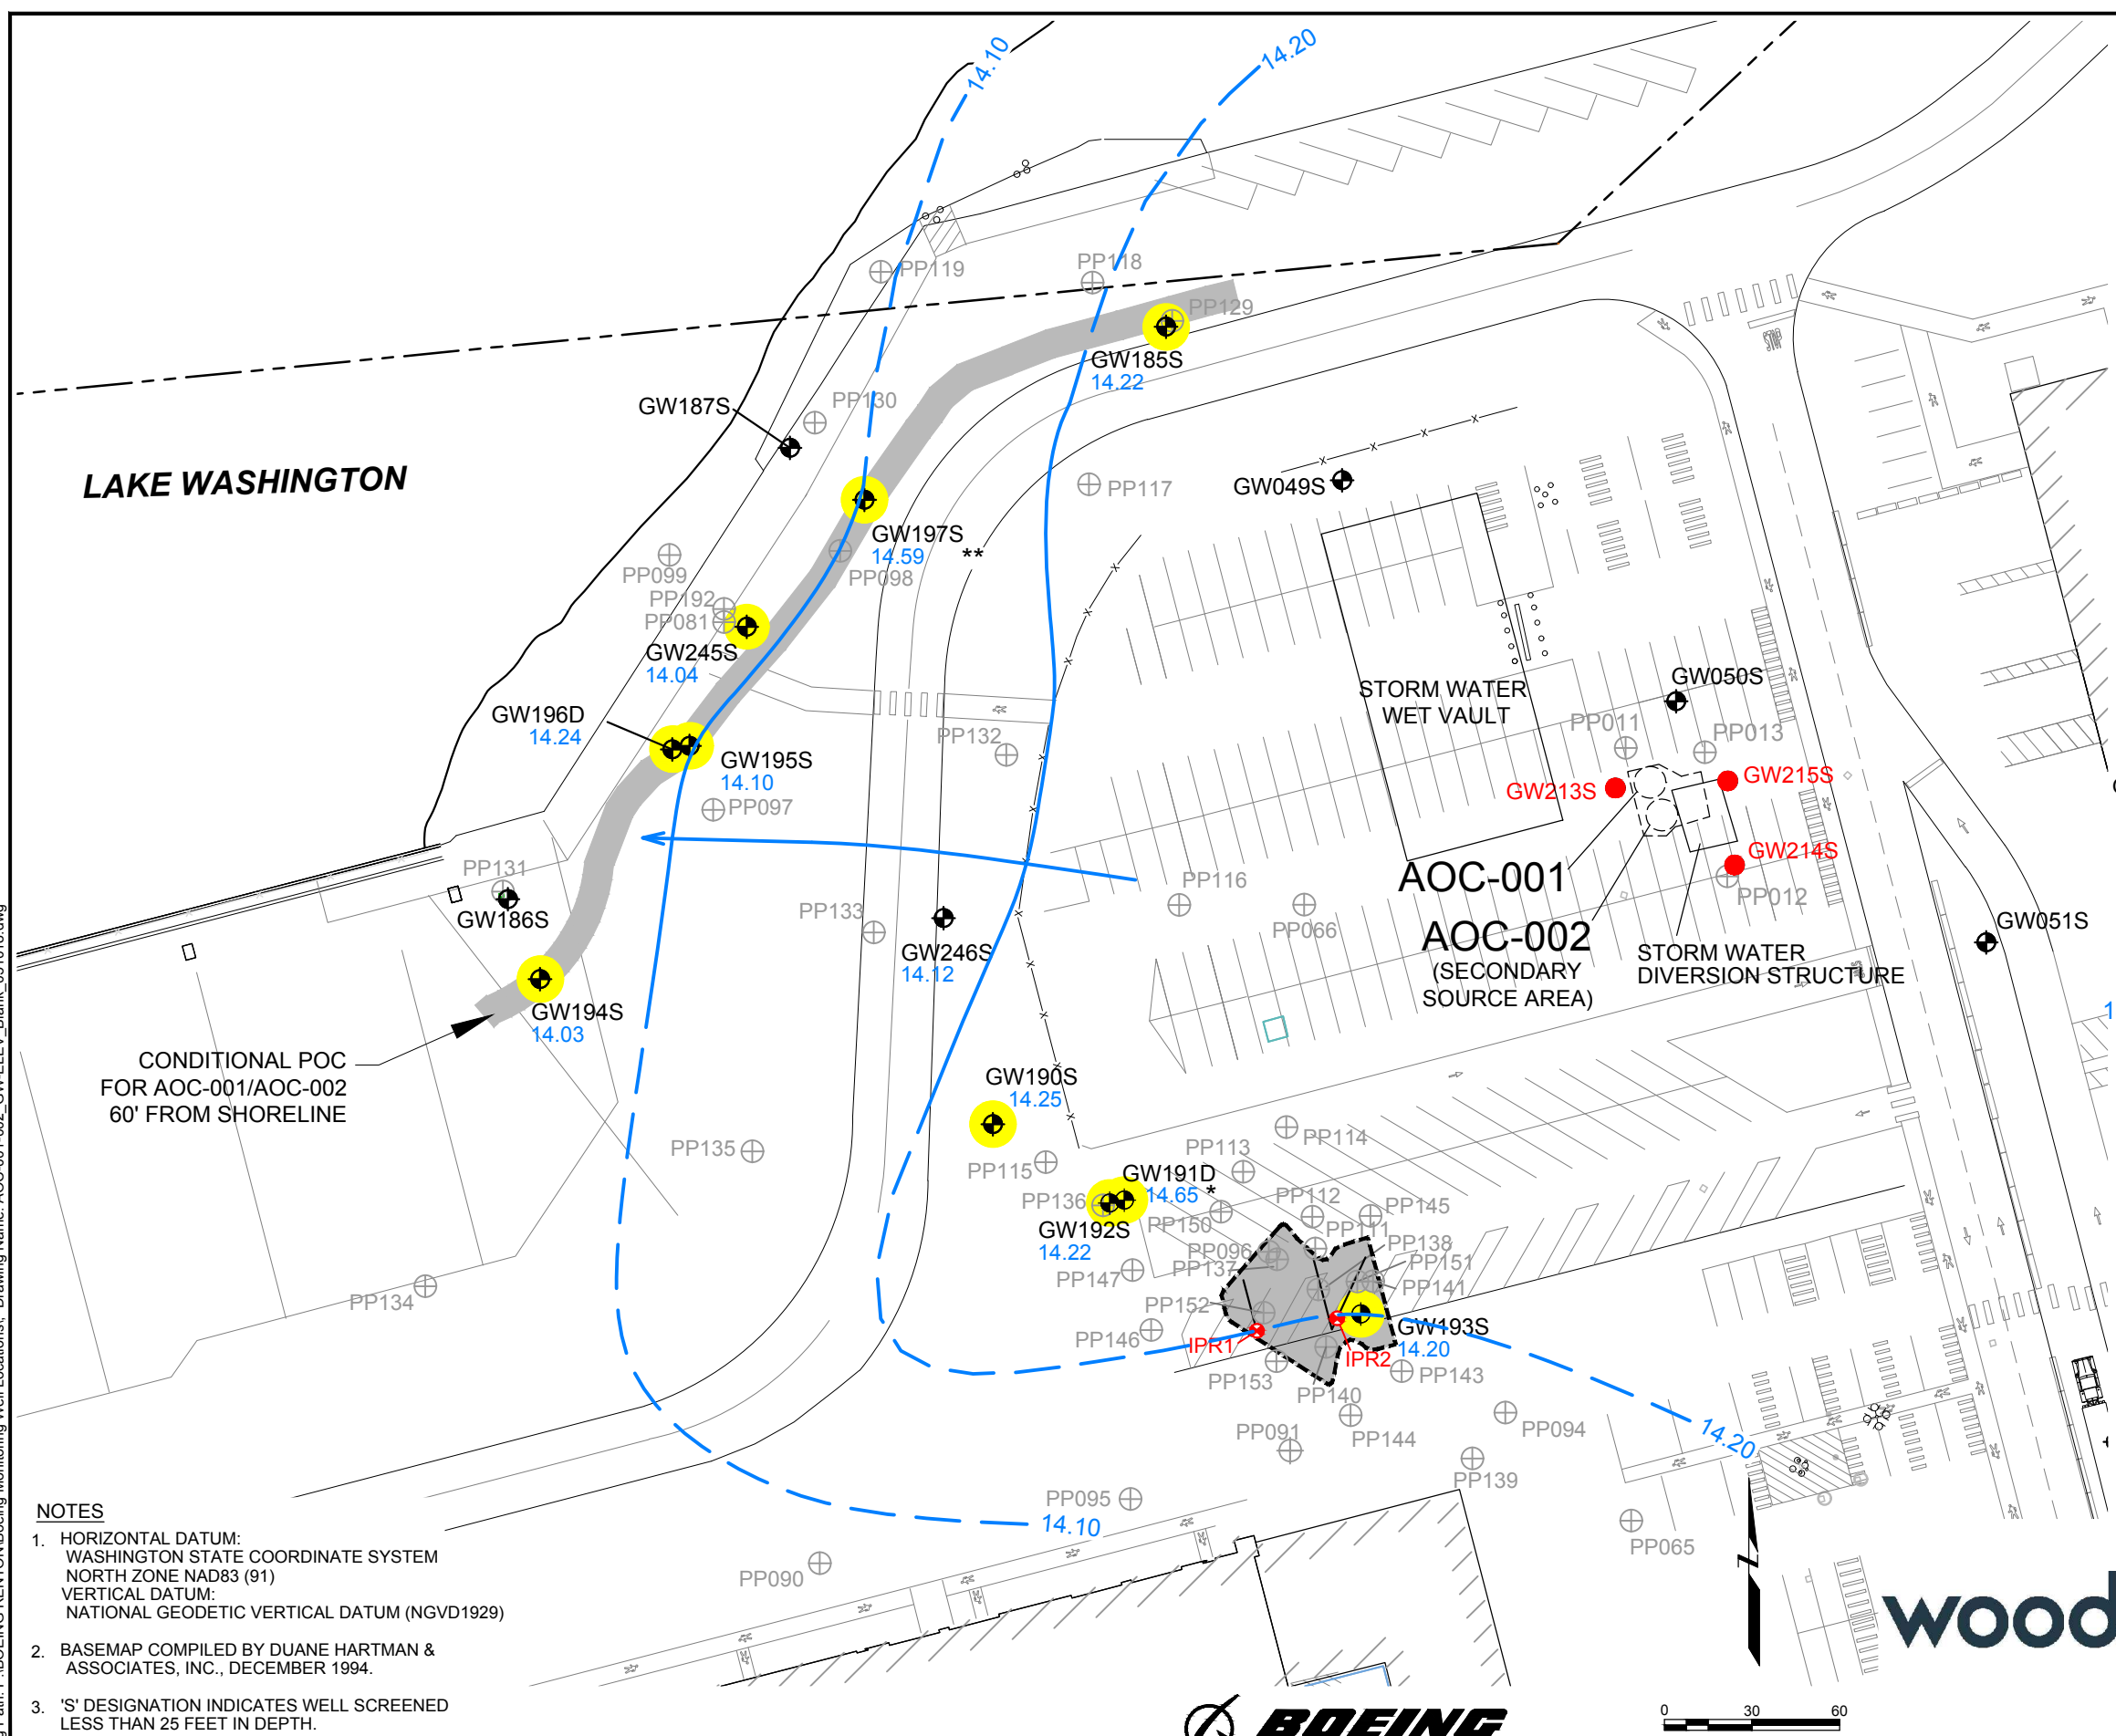 14.10
14.20
PP119
PP118
PP129
GW185S
14.22
GW187S
PP130
LAKE WASHINGTON
PP117
GW049S
GW197S
14.59 **
PP098
PP099
PP192
PP081
GW245S
14.04
STORM WATER
WET VAULT
GW050S
PP011
PP013
GW196D
14.24
PP132
GW195S
14.10
GW213S
GW215S
PP097
GW214S
PP131
GW186S
PP116
PP133
PP066
AOC-001
PP012
GW246S
14.12
AOC-002
(SECONDARY
SOURCE AREA)
STORM WATER
DIVERSION STRUCTURE
GW051S
GW194S
14.03
CONDITIONAL POC
FOR AOC-001/AOC-002
60' FROM SHORELINE
GW190S
14.25
PP135
PP115
PP113
PP114
GW191D
14.65 *
PP136
PP112
PP145
GW192S
14.22
PP150
PP111
PP096
PP138
PP137
PP151
PP147
PP141
PP134
PP152
PP146
IPR1
GW193S
14.20
IPR2
PP153
PP143
PP140
PP091
PP144
PP094
14.20
PP139
PP095
14.10
PP065
PP090
NOTES
1. HORIZONTAL DATUM:
WASHINGTON STATE COORDINATE SYSTEM
NORTH ZONE NAD83 (91)
VERTICAL DATUM:
NATIONAL GEODETIC VERTICAL DATUM (NGVD1929)
2. BASEMAP COMPILED BY DUANE HARTMAN &
ASSOCIATES, INC., DECEMBER 1994.
3. 'S' DESIGNATION INDICATES WELL SCREENED
LESS THAN 25 FEET IN DEPTH.
Z
wood
BOEING
0 30 60